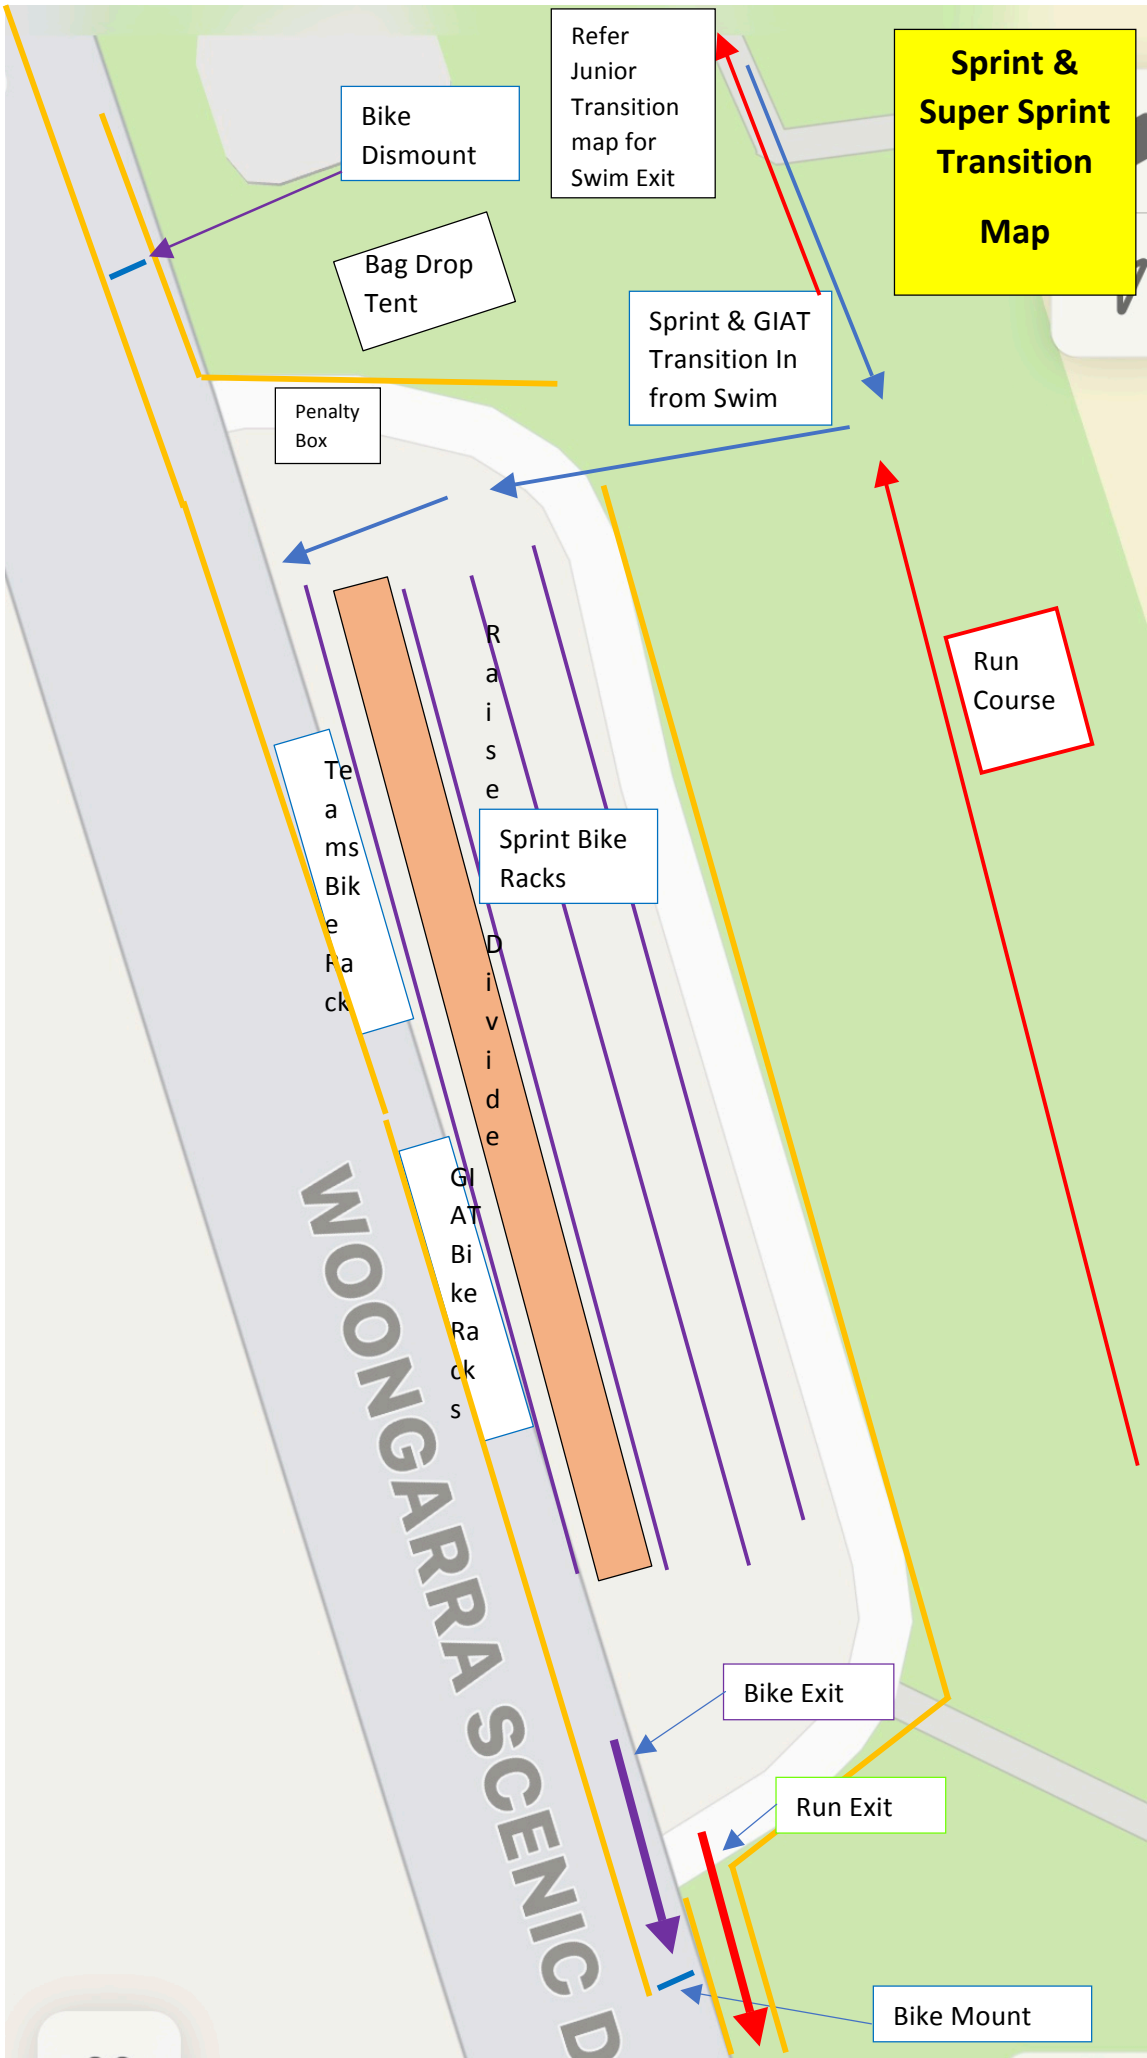 Refer
Junior
Transition
map for
Swim Exit
Sprint &
Super Sprint
Transition
Map
Bike
Dismount
Bag Drop
Tent
Sprint & GIAT
Transition In
from Swim
Penalty
Box
Run
Course
R
a
i
s
e
D
i
v
i
d
e
Te
a
ms
Bik
e
Ra
ck
Sprint Bike
Racks
GI
AT
Bi
ke
Ra
ck
s
WOONGARRA SCENIC D
Bike Exit
Run Exit
Bike Mount